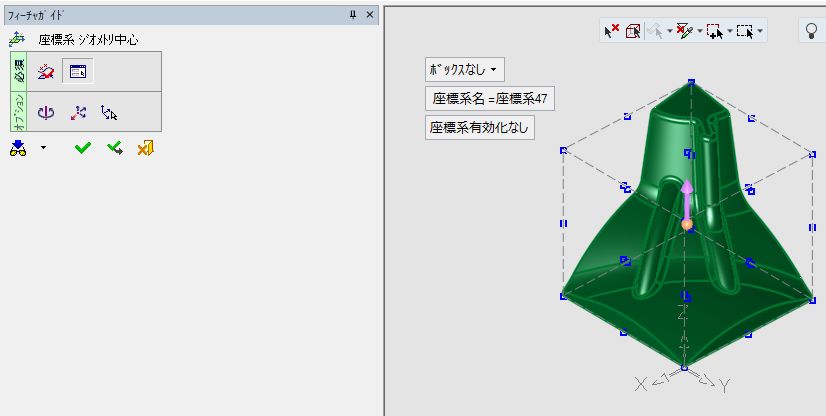 フィーチャガイド
座標系 ジオメトリ中心
必須
オプション
ボックスなし
座標系名 =座標系47
座標系有効化なし
Z
X
Y